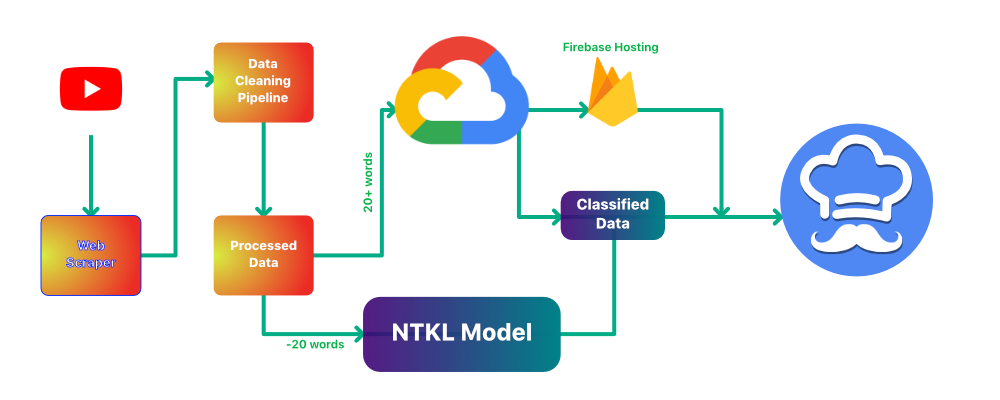 Firebase Hosting
Data
Cleaning
Pipeline
20+ words
Classified
Data
Web
Scraper
Processed
Data
NTKL Model
-20 words